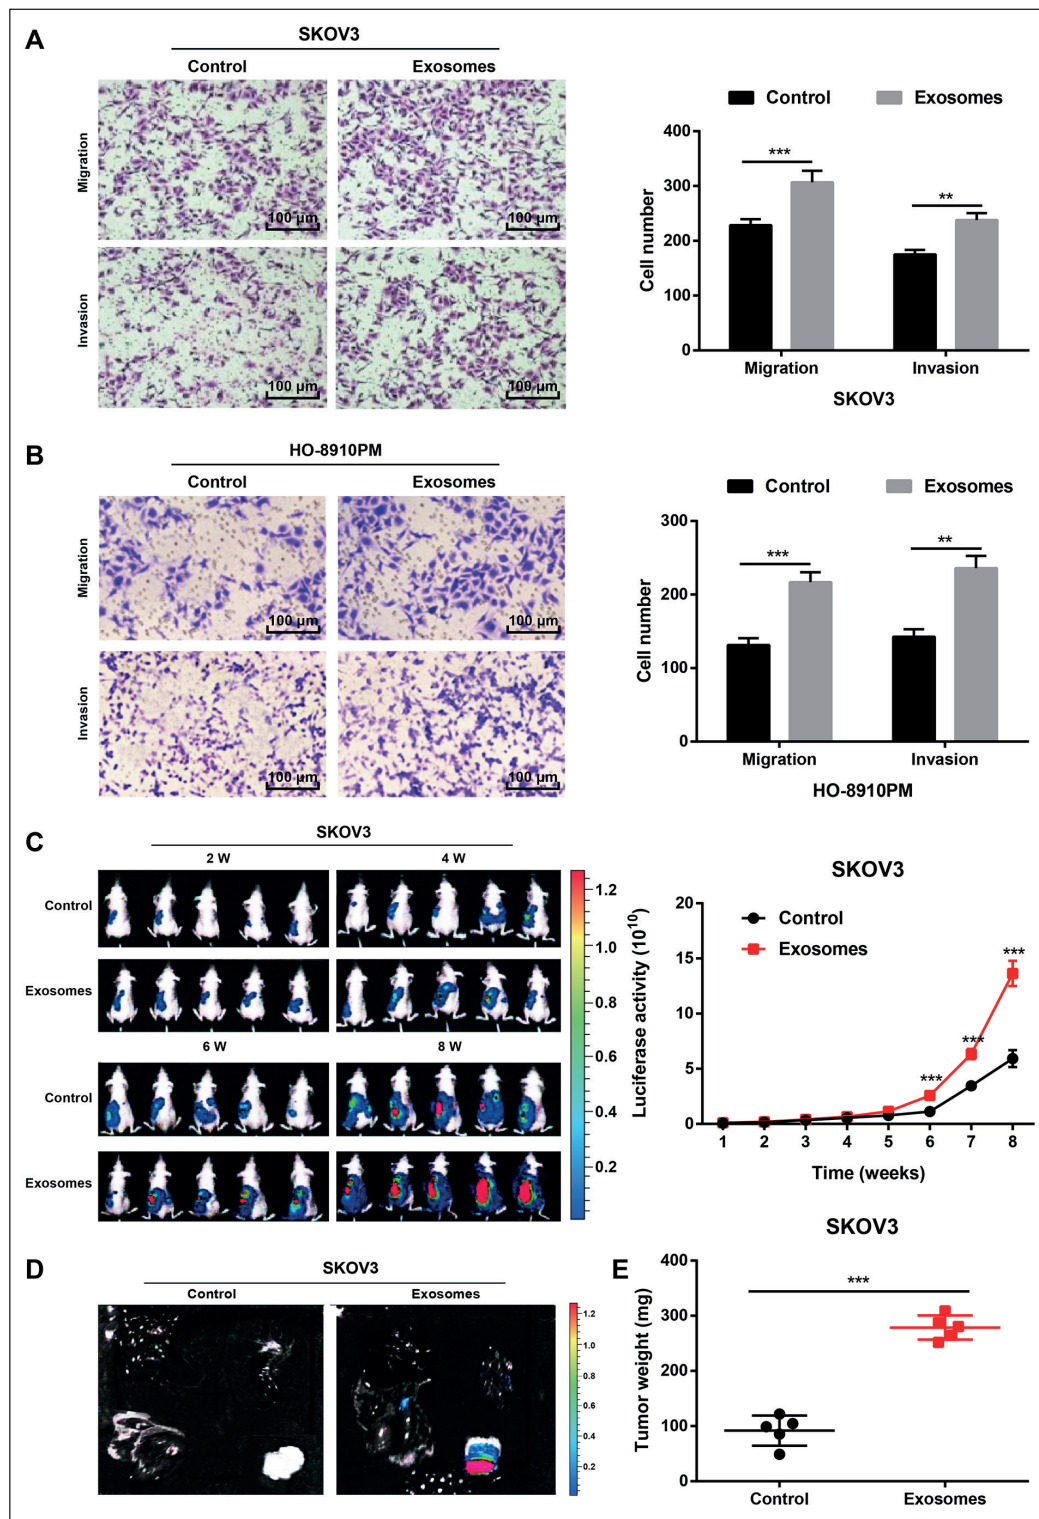 A
SKOV3
Control Exosomes
Migration
100 µm 100 µm
Invasion
100 µm 100 µm
Control Exosomes
400
300
200
100
0
Cell number
*** **
Migration Invasion
SKOV3
B
HO-8910PM
Control Exosomes
Migration
100 µm 100 µm
Invasion
100 µm 100 µm
Control Exosomes
300
200
100
0
Cell number
*** **
Migration Invasion
HO-8910PM
C
SKOV3
2 W 4 W
Control
Exosomes
6 W 8 W
Control
Exosomes
1.2
1.0
0.8
0.6
0.4
0.2
SKOV3
Control
Exosomes
20
15
10
5
0
Luciferase activity (10¹⁰)
*** *** ***
1 2 3 4 5 6 7 8
Time (weeks)
D
SKOV3
Control Exosomes
1.2
1.0
0.8
0.6
0.4
0.2
E
SKOV3
400
300
200
100
0
Tumor weight (mg)
***
Control Exosomes